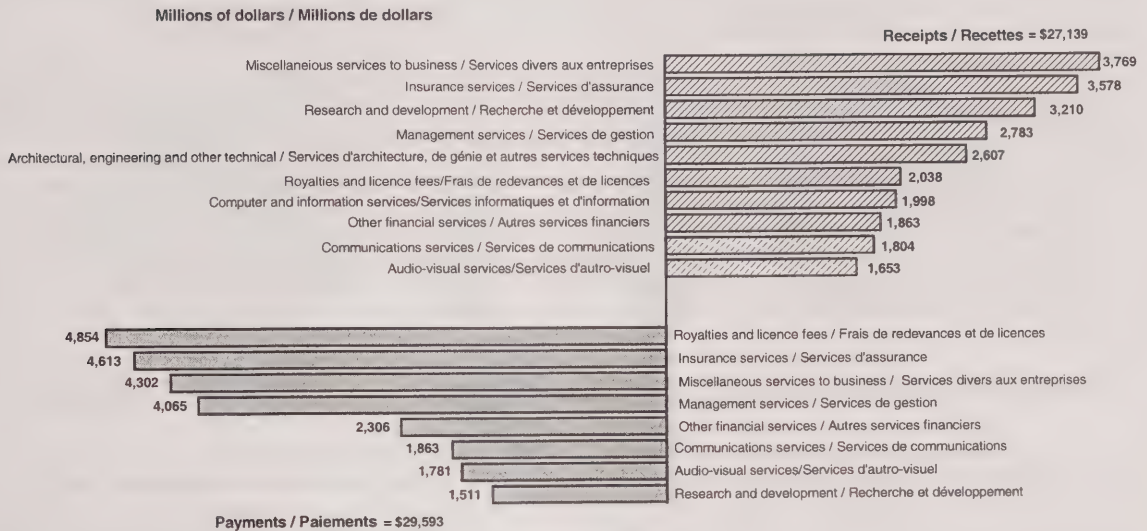 Millions of dollars / Millions de dollars
Receipts / Recettes = $27,139
Miscellaneious services to business / Services divers aux entreprises 3,769
Insurance services / Services d'assurance 3,578
Research and development / Recherche et développement 3,210
Management services / Services de gestion 2,783
Architectural, engineering and other technical / Services d'architecture, de génie et autres services techniques 2,607
Royalties and licence fees/Frais de redevances et de licences 2,038
Computer and information services/Services informatiques et d'information 1,998
Other financial services / Autres services financiers 1,863
Communications services / Services de communications 1,804
Audio-visual services/Services d'autro-visuel 1,653
4,854 Royalties and licence fees / Frais de redevances et de licences
4,613 Insurance services / Services d'assurance
4,302 Miscellaneous services to business / Services divers aux entreprises
4,065 Management services / Services de gestion
2,306 Other financial services / Autres services financiers
1,863 Communications services / Services de communications
1,781 Audio-visual services/Services d'autro-visuel
1,511 Research and development / Recherche et développement
Payments / Paiements = $29,593